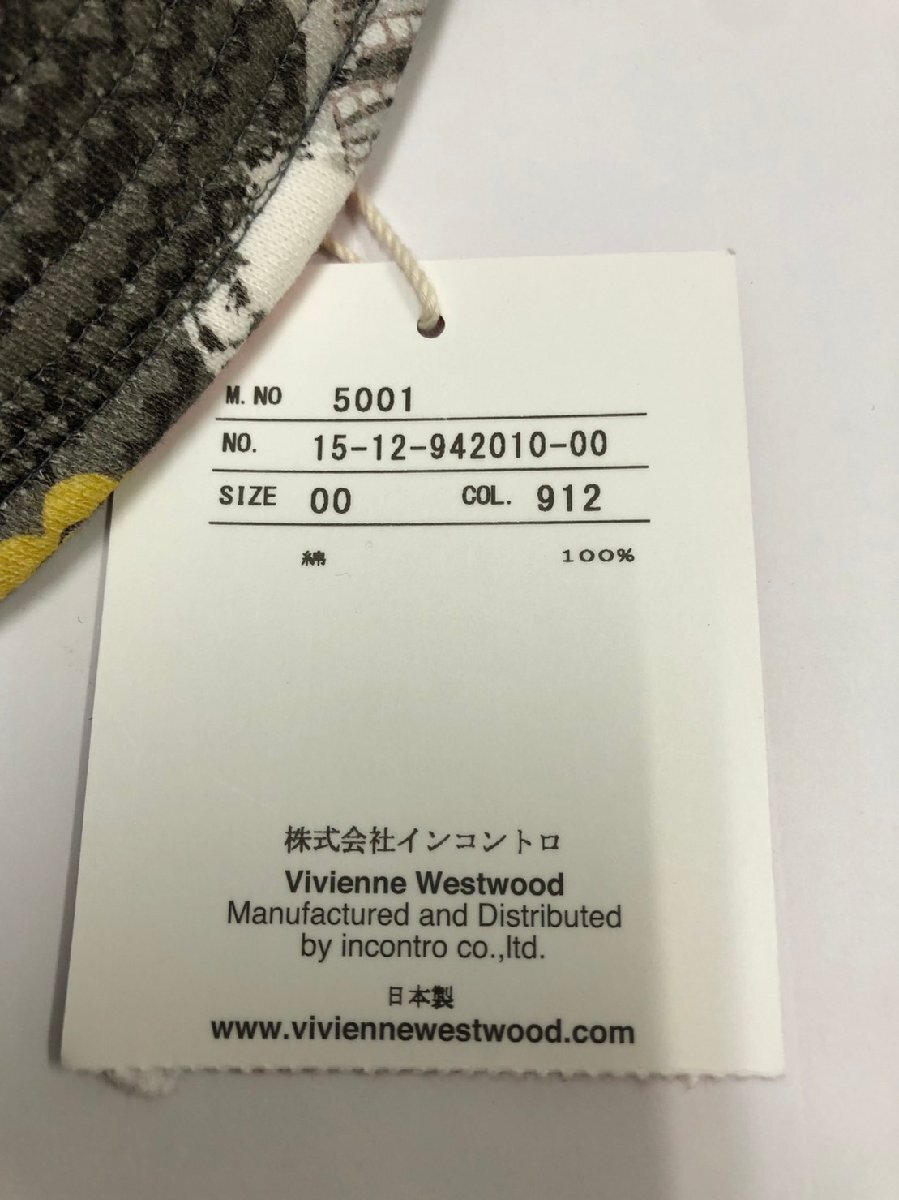 M. NO 5001
NO. 15-12-942010-00
SIZE 00 COL. 912
綿 100%
株式会社インコントロ
Vivienne Westwood
Manufactured and Distributed
by incontro co.,ltd.
日本製
www.viviennewestwood.com